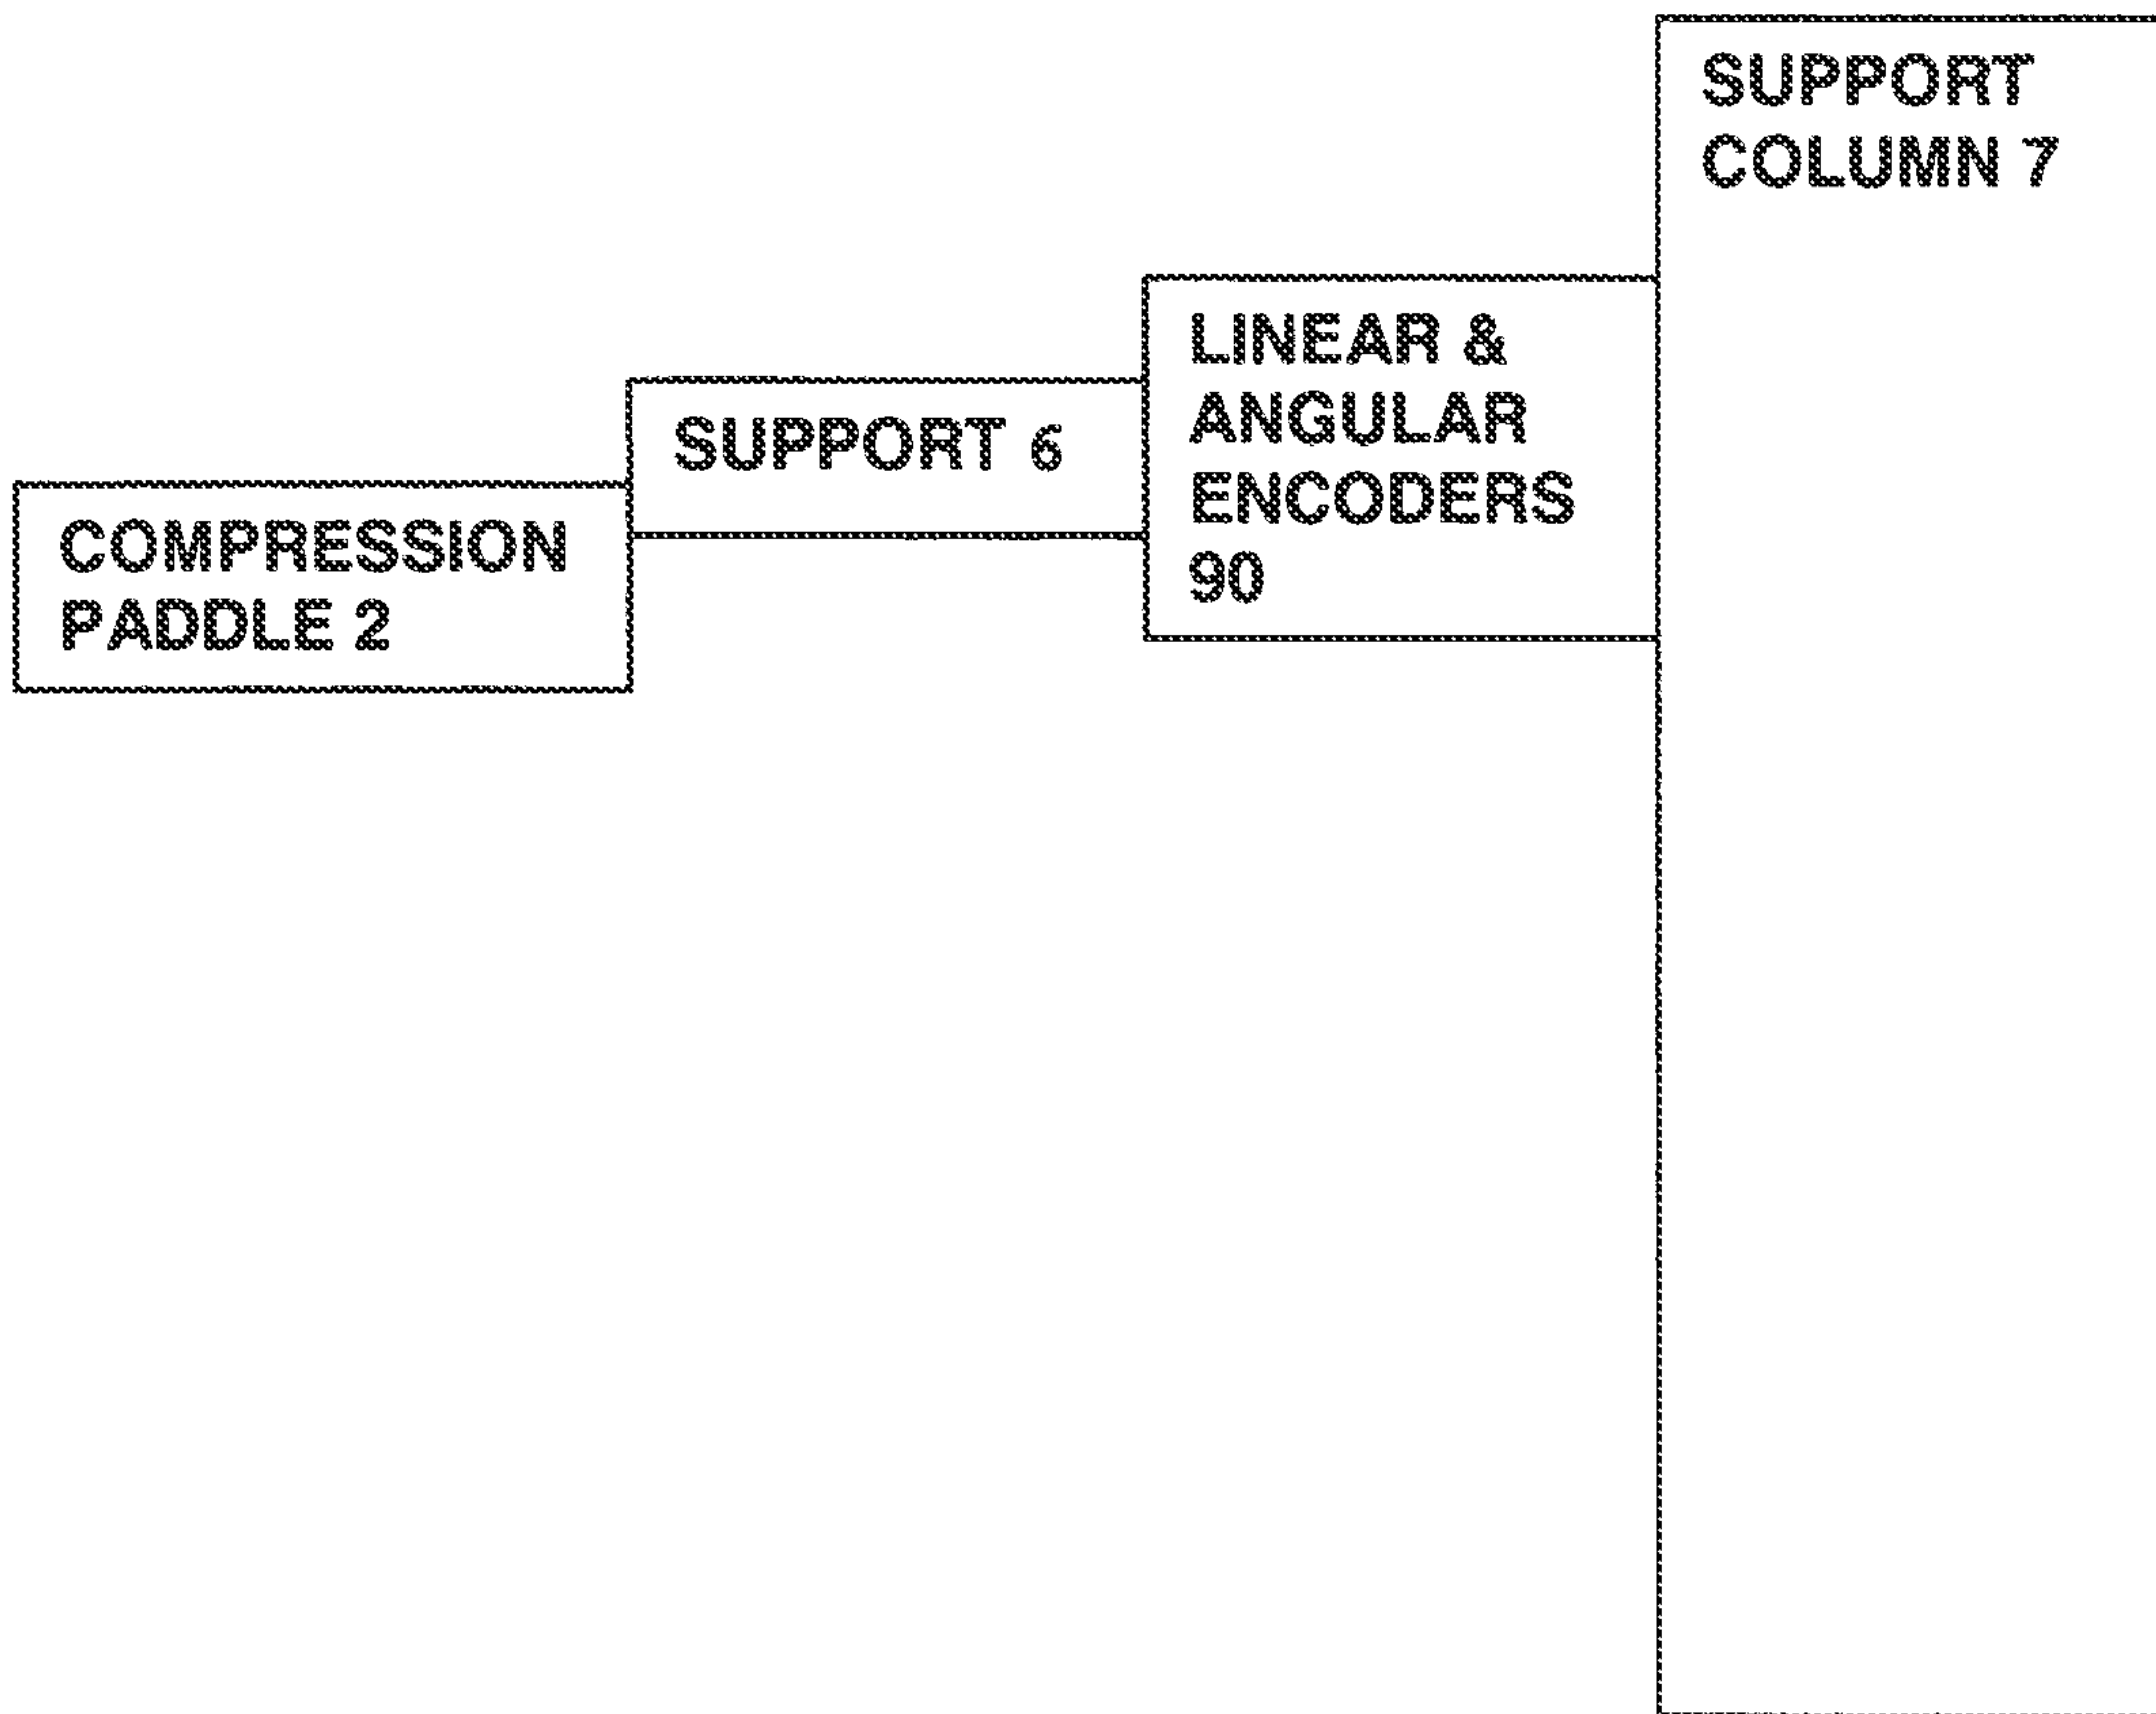 SUPPORT
COLUMN 7
LINEAR &
ANGULAR
ENCODERS
90
SUPPORT 6
COMPRESSION
PADDLE 2